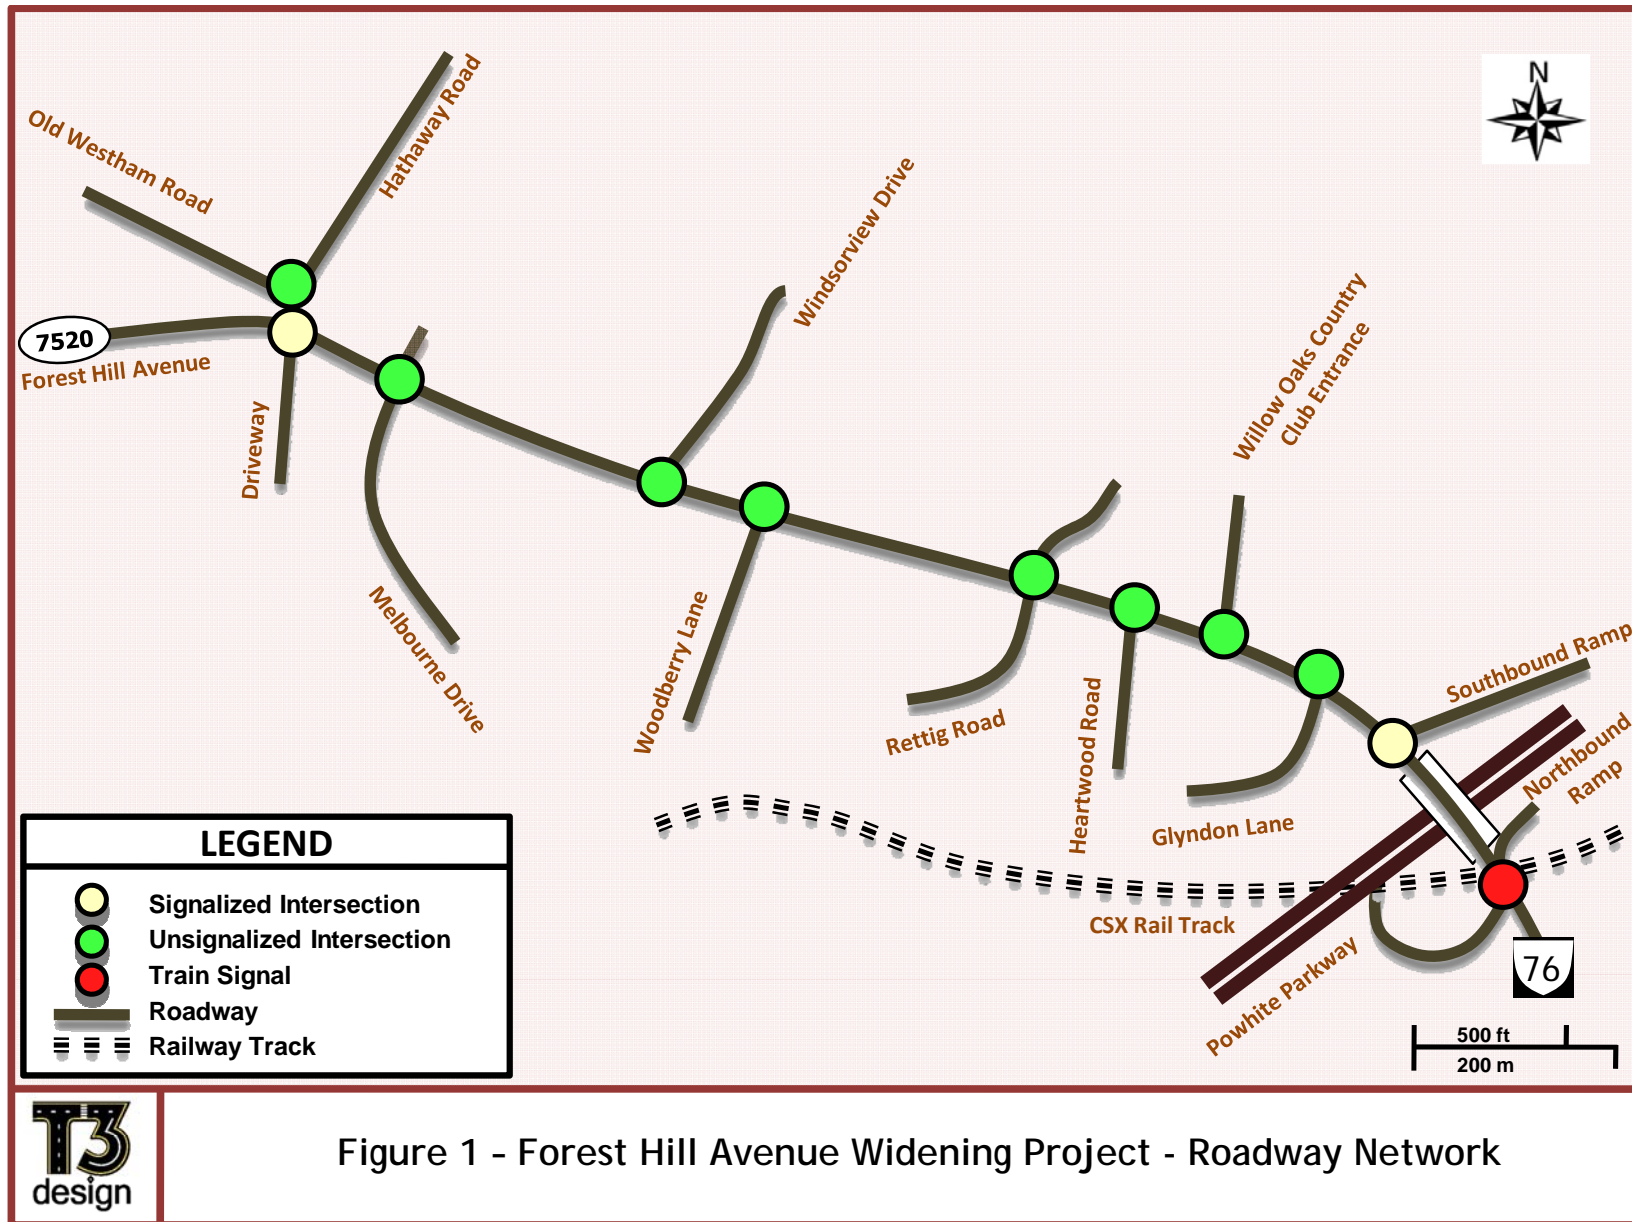 N
Old Westham Road
Hathaway Road
7520
Forest Hill Avenue
Driveway
Melbourne Drive
Windsorview Drive
Woodberry Lane
Rettig Road
Heartwood Road
Willow Oaks Country
Club Entrance
Glyndon Lane
Southbound Ramp
Northbound
Ramp
CSX Rail Track
Powhite Parkway
76
500 ft
200 m
LEGEND
Signalized Intersection
Unsignalized Intersection
Train Signal
Roadway
Railway Track
T3
design
Figure 1 - Forest Hill Avenue Widening Project - Roadway Network